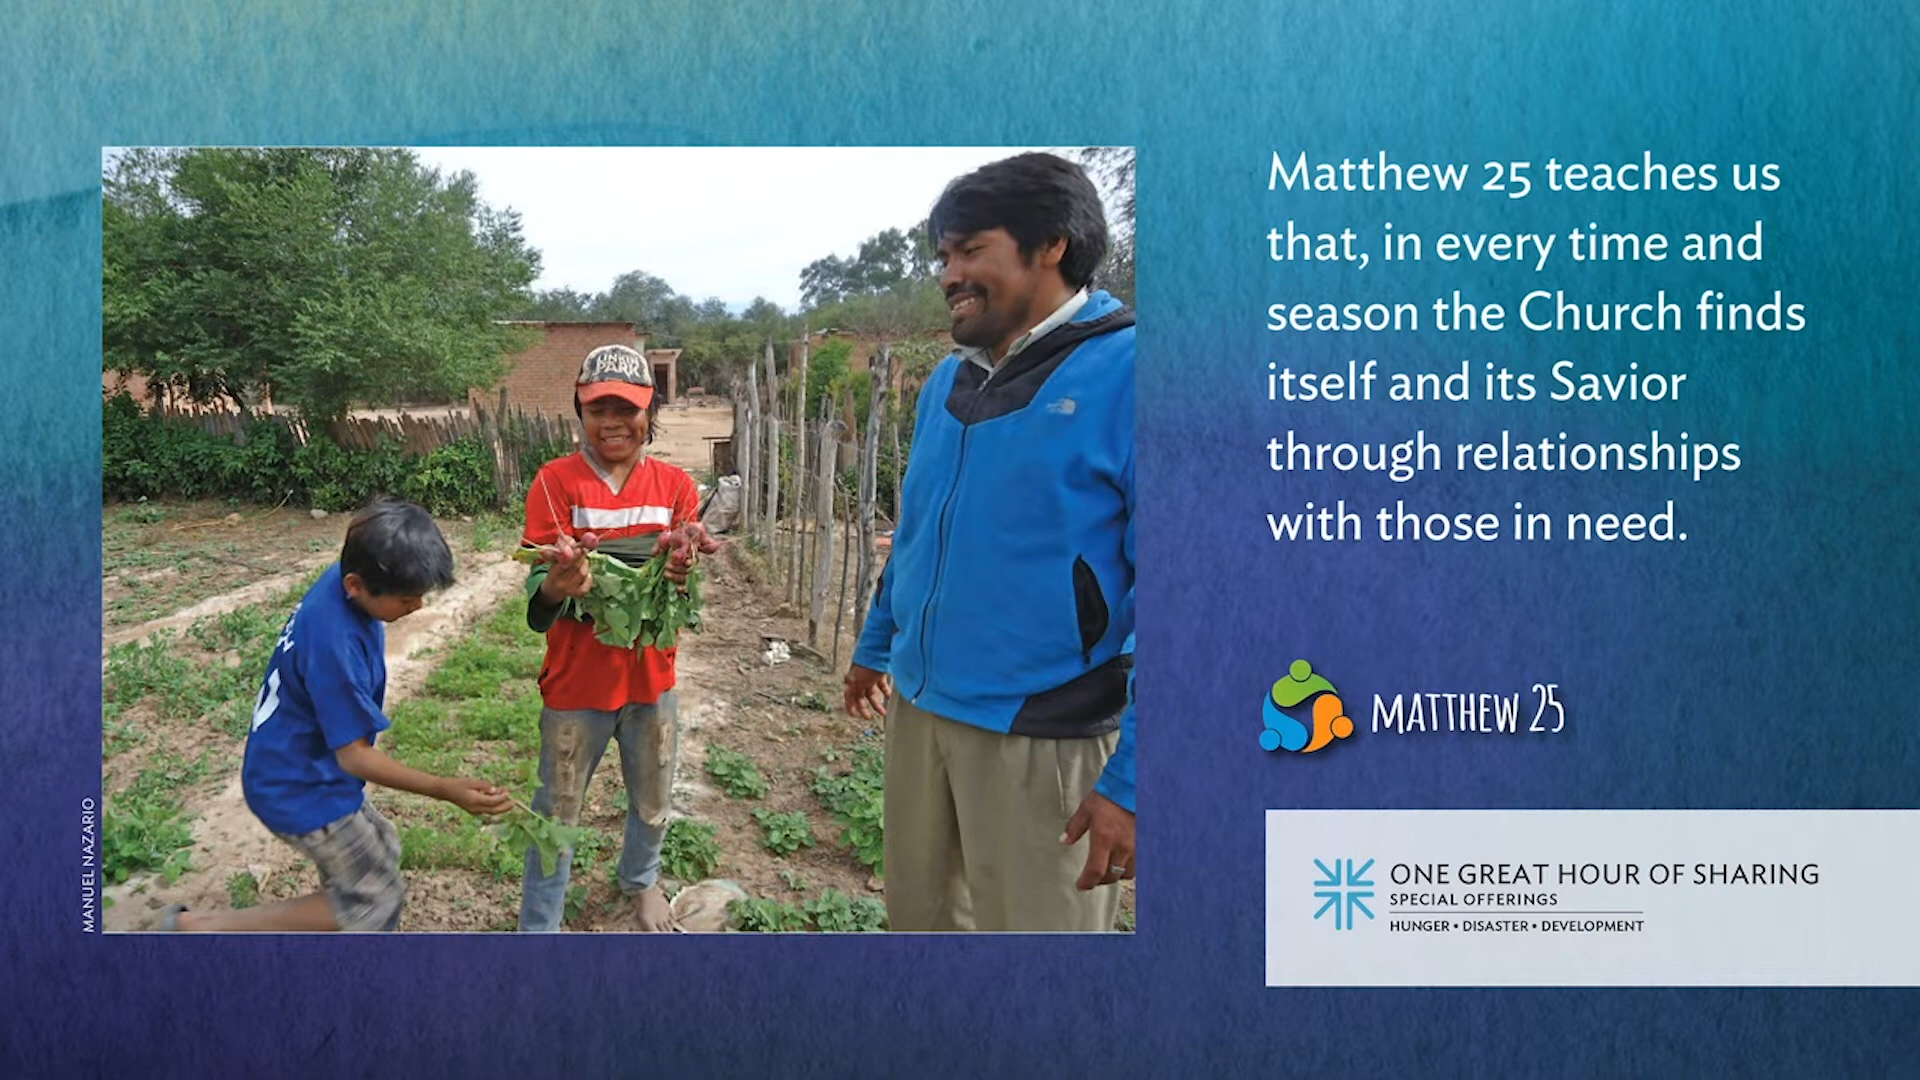 Matthew 25 teaches us
that, in every time and
season the Church finds
itself and its Savior
through relationships
with those in need.
MATTHEW 25
ONE GREAT HOUR OF SHARING
SPECIAL OFFERINGS
HUNGER • DISASTER • DEVELOPMENT
MANUEL NAZARIO
LINKIN
PARK